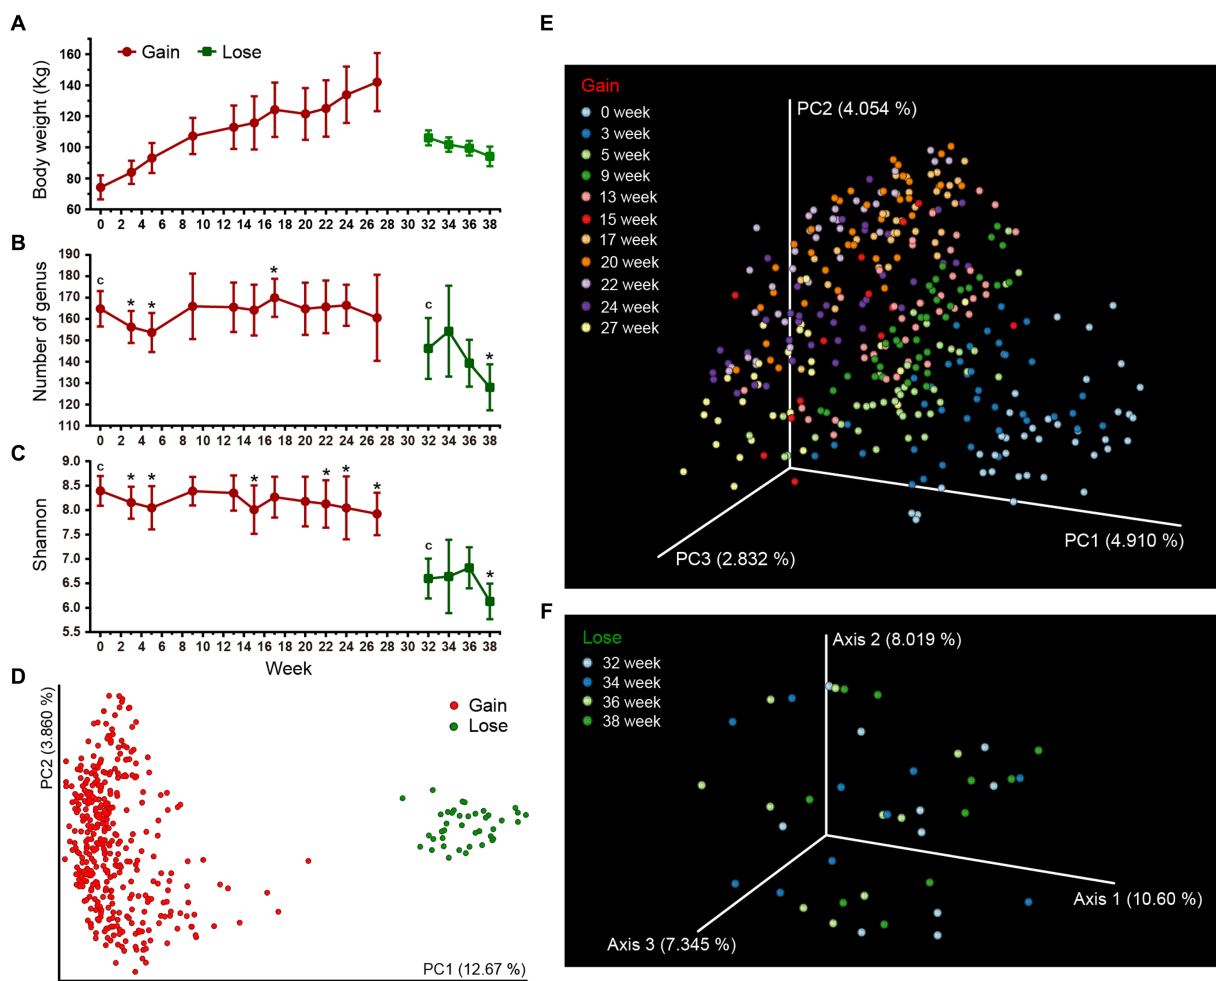 A
Gain
Lose
Body weight (Kg)
160
140
120
100
80
60
0 2 4 6 8 10 12 14 16 18 20 22 24 26 28 30 32 34 36 38
B
Number of genus
190
180
170
160
150
140
130
120
110
c * * * c *
0 2 4 6 8 10 12 14 16 18 20 22 24 26 28 30 32 34 36 38
C
Shannon
9.0
8.5
8.0
7.5
7.0
6.5
6.0
5.5
c * * * * * * c *
0 2 4 6 8 10 12 14 16 18 20 22 24 26 28 30 32 34 36 38
Week
D
PC2 (3.860 %)
Gain
Lose
PC1 (12.67 %)
E
Gain
0 week
3 week
5 week
9 week
13 week
15 week
17 week
20 week
22 week
24 week
27 week
PC2 (4.054 %)
PC1 (4.910 %)
PC3 (2.832 %)
F
Lose
32 week
34 week
36 week
38 week
Axis 2 (8.019 %)
Axis 1 (10.60 %)
Axis 3 (7.345 %)